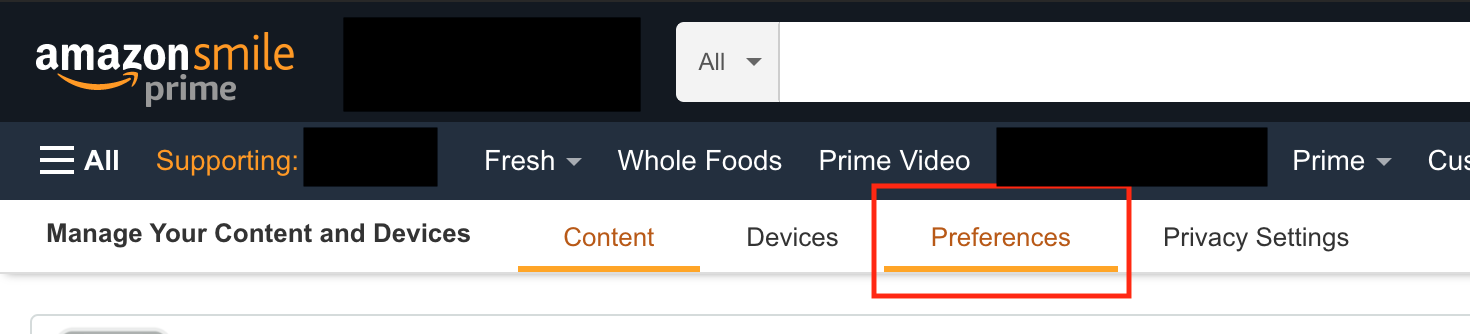 amazonsmile
prime
All
All Supporting: Fresh Whole Foods Prime Video Prime Cus
Manage Your Content and Devices Content Devices Preferences Privacy Settings